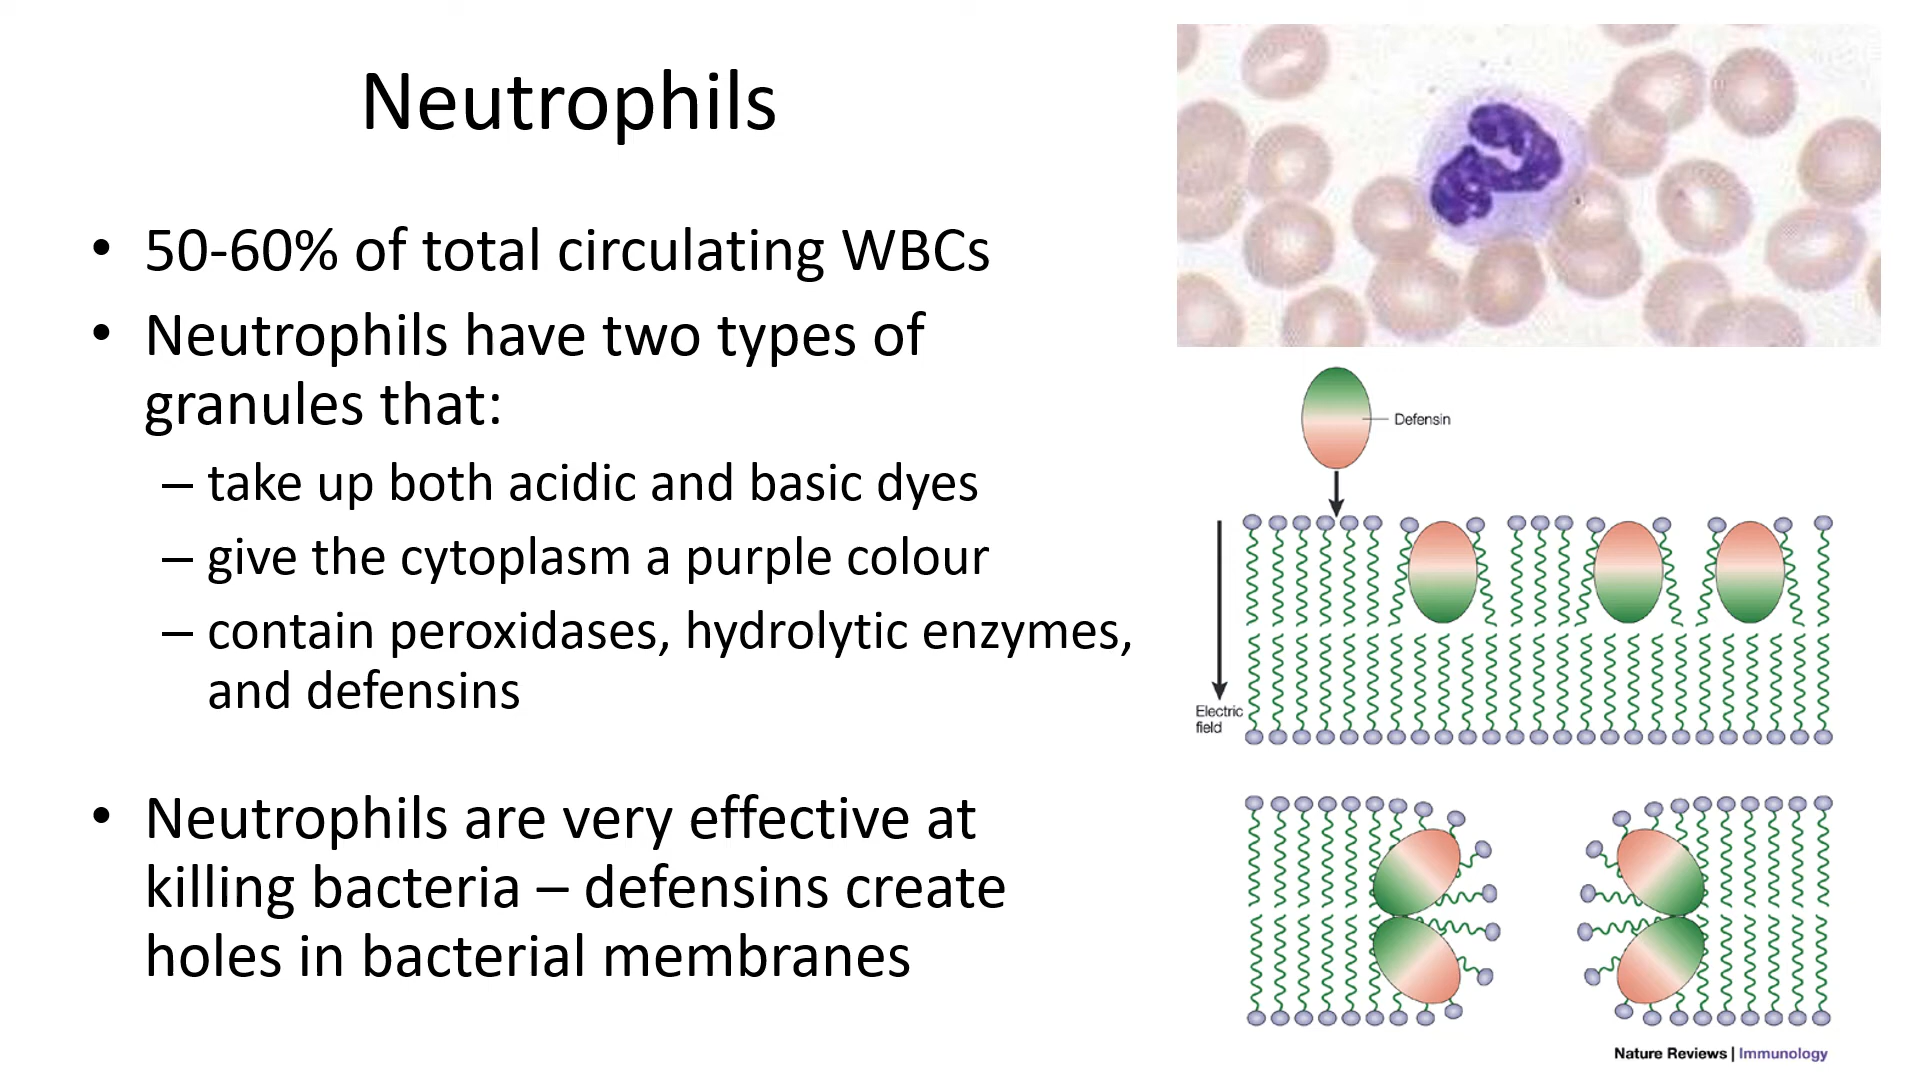 Neutrophils
• 50-60% of total circulating WBCs
• Neutrophils have two types of
granules that:
– take up both acidic and basic dyes
– give the cytoplasm a purple colour
– contain peroxidases, hydrolytic enzymes,
and defensins
• Neutrophils are very effective at
killing bacteria – defensins create
holes in bacterial membranes
Defensin
Electric
field
Nature Reviews | Immunology